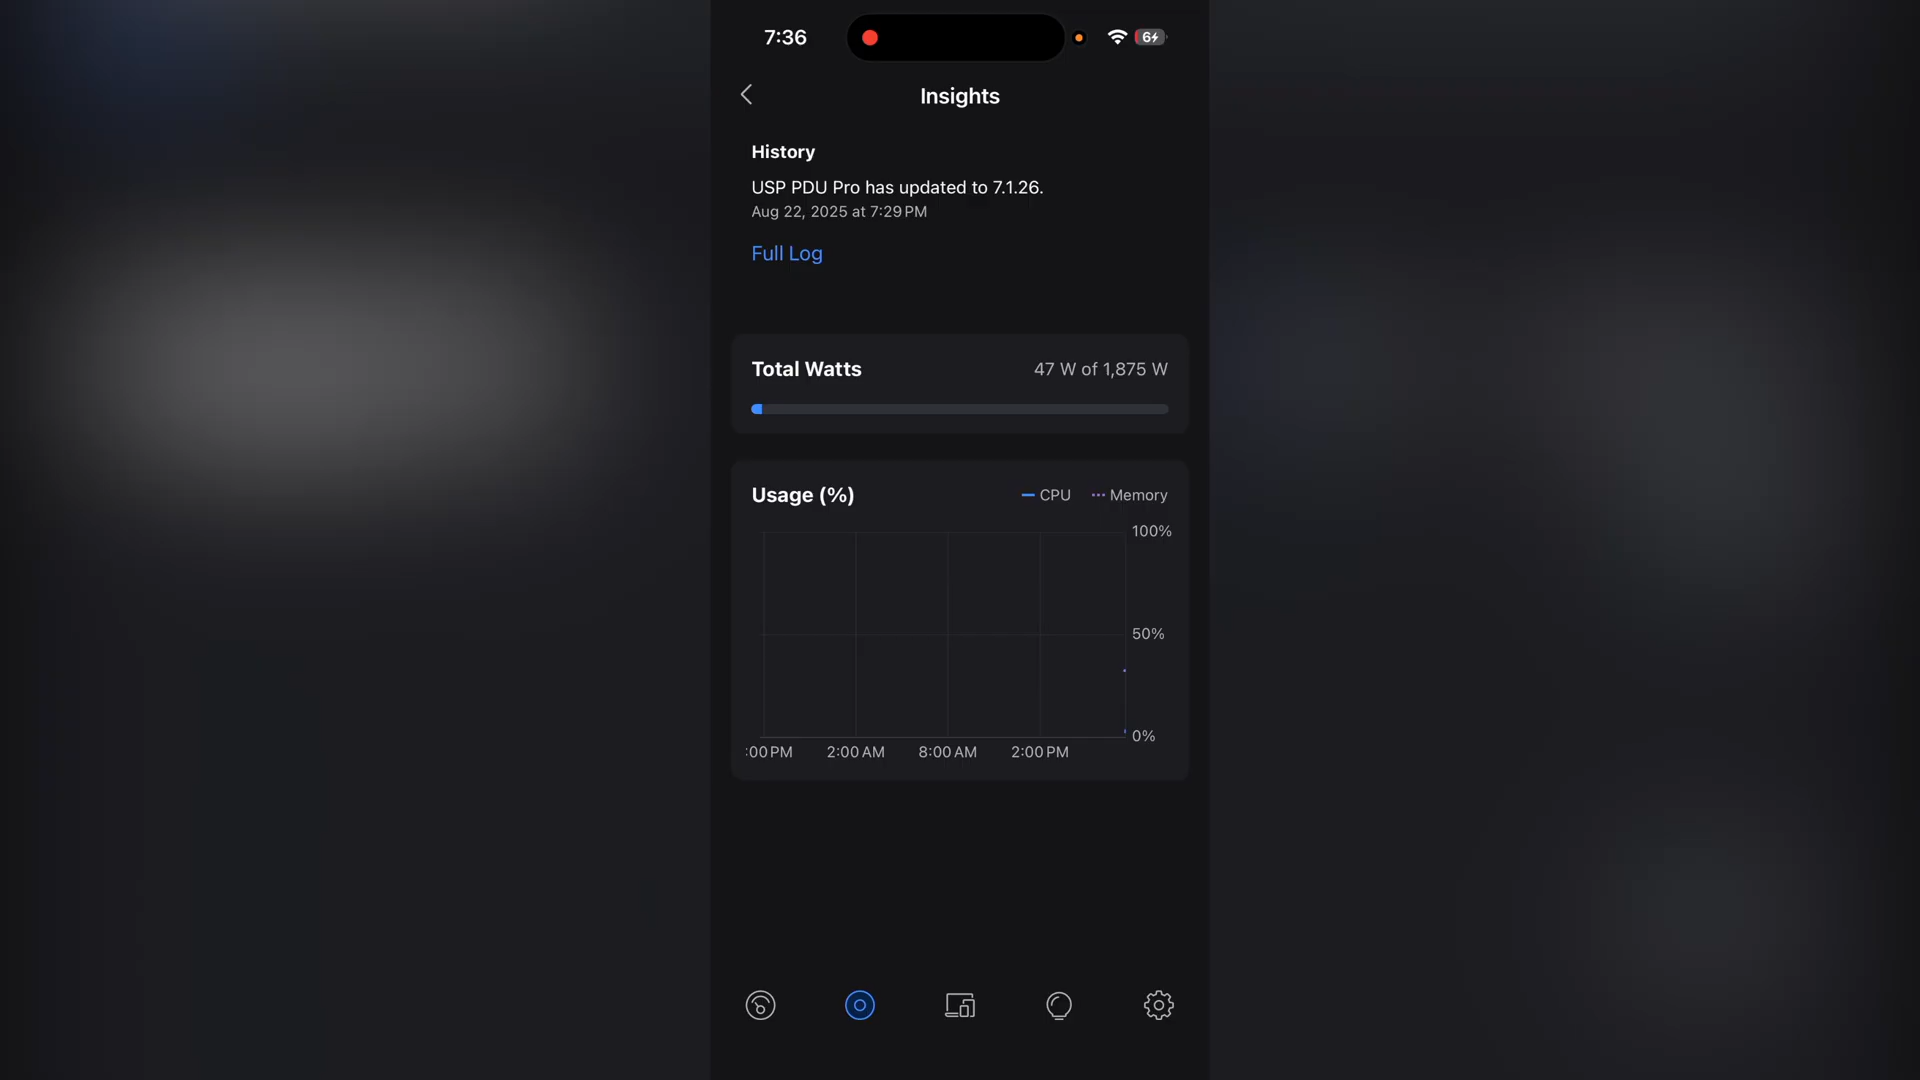 7:36
6
Insights
History
USP PDU Pro has updated to 7.1.26.
Aug 22, 2025 at 7:29 PM
Full Log
Total Watts 47 W of 1,875 W
Usage (%) CPU Memory
100%
50%
0%
:00 PM 2:00 AM 8:00 AM 2:00 PM